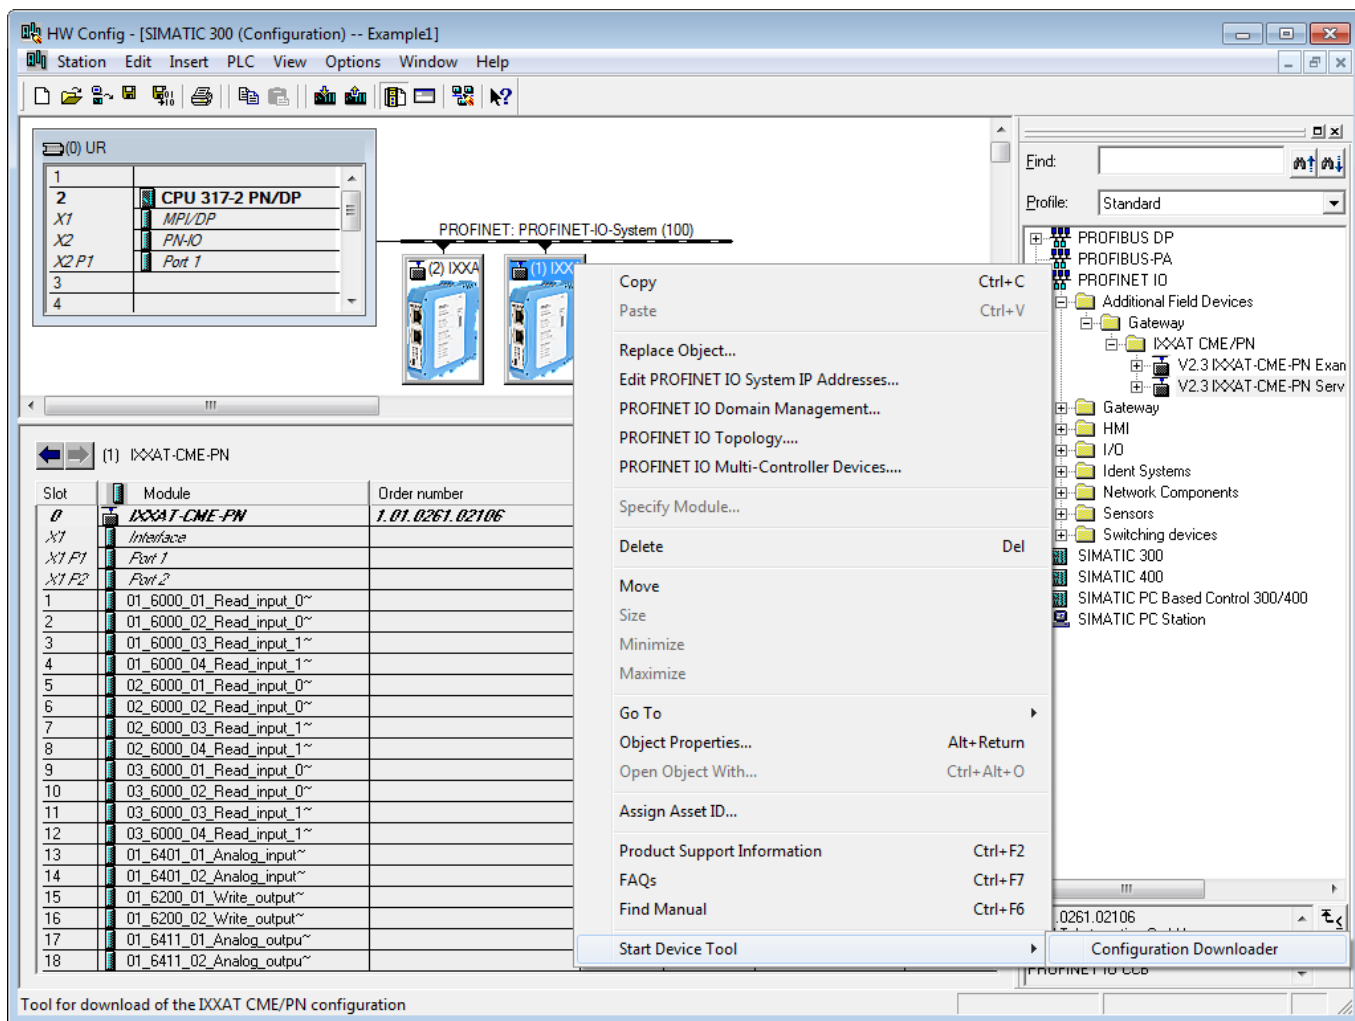 HW Config - [SIMATIC 300 (Configuration) -- Example1]
Station Edit Insert PLC View Options Window Help
(0) UR
1
2 CPU 317-2 PN/DP
X1 MPI/DP
X2 PN-IO
X2 P1 Port 1
3
4
PROFINET: PROFINET-IO-System (100)
(2) IXXA
(1) IXX
Copy Ctrl+C
Paste Ctrl+V
Replace Object...
Edit PROFINET IO System IP Addresses...
PROFINET IO Domain Management...
PROFINET IO Topology....
PROFINET IO Multi-Controller Devices....
Specify Module...
Delete Del
Move
Size
Minimize
Maximize
Go To
Object Properties... Alt+Return
Open Object With... Ctrl+Alt+O
Assign Asset ID...
Product Support Information Ctrl+F2
FAQs Ctrl+F7
Find Manual Ctrl+F6
Start Device Tool
Configuration Downloader
(1) IXXAT-CME-PN
Slot Module Order number
0 IXXAT-CME-PN 1.01.0261.02106
X1 Interface
X1 P1 Port 1
X1 P2 Port 2
1 01_6000_01_Read_input_0~
2 01_6000_02_Read_input_0~
3 01_6000_03_Read_input_1~
4 01_6000_04_Read_input_1~
5 02_6000_01_Read_input_0~
6 02_6000_02_Read_input_0~
7 02_6000_03_Read_input_1~
8 02_6000_04_Read_input_1~
9 03_6000_01_Read_input_0~
10 03_6000_02_Read_input_0~
11 03_6000_03_Read_input_1~
12 03_6000_04_Read_input_1~
13 01_6401_01_Analog_input~
14 01_6401_02_Analog_input~
15 01_6200_01_Write_output~
16 01_6200_02_Write_output~
17 01_6411_01_Analog_outpu~
18 01_6411_02_Analog_outpu~
Find:
Profile: Standard
PROFIBUS DP
PROFIBUS-PA
PROFINET IO
Additional Field Devices
Gateway
IXXAT CME/PN
V2.3 IXXAT-CME-PN Exan
V2.3 IXXAT-CME-PN Serv
Gateway
HMI
I/O
Ident Systems
Network Components
Sensors
Switching devices
SIMATIC 300
SIMATIC 400
SIMATIC PC Based Control 300/400
SIMATIC PC Station
.0261.02106
PROFINET IO CCB
Tool for download of the IXXAT CME/PN configuration